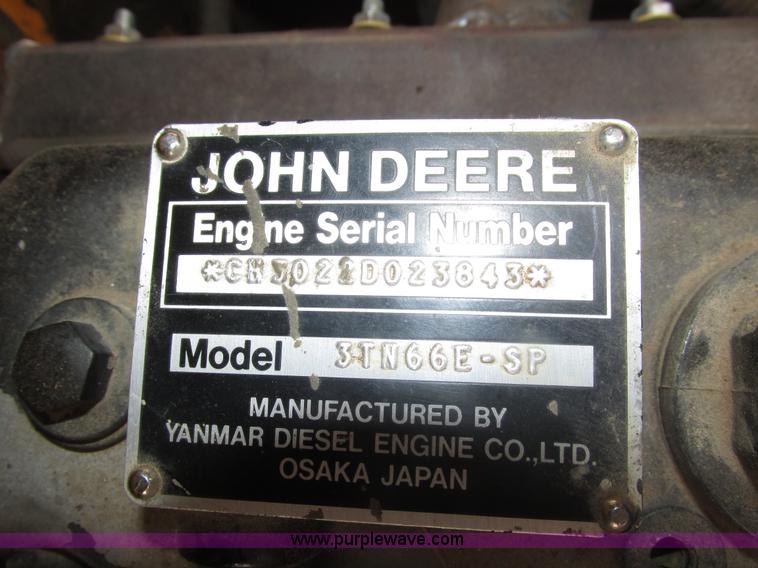 JOHN DEERE
Engine Serial Number
*CH3022D023843*
Model 3TN66E-SP
MANUFACTURED BY
YANMAR DIESEL ENGINE CO.,LTD.
OSAKA JAPAN
www.purplewave.com